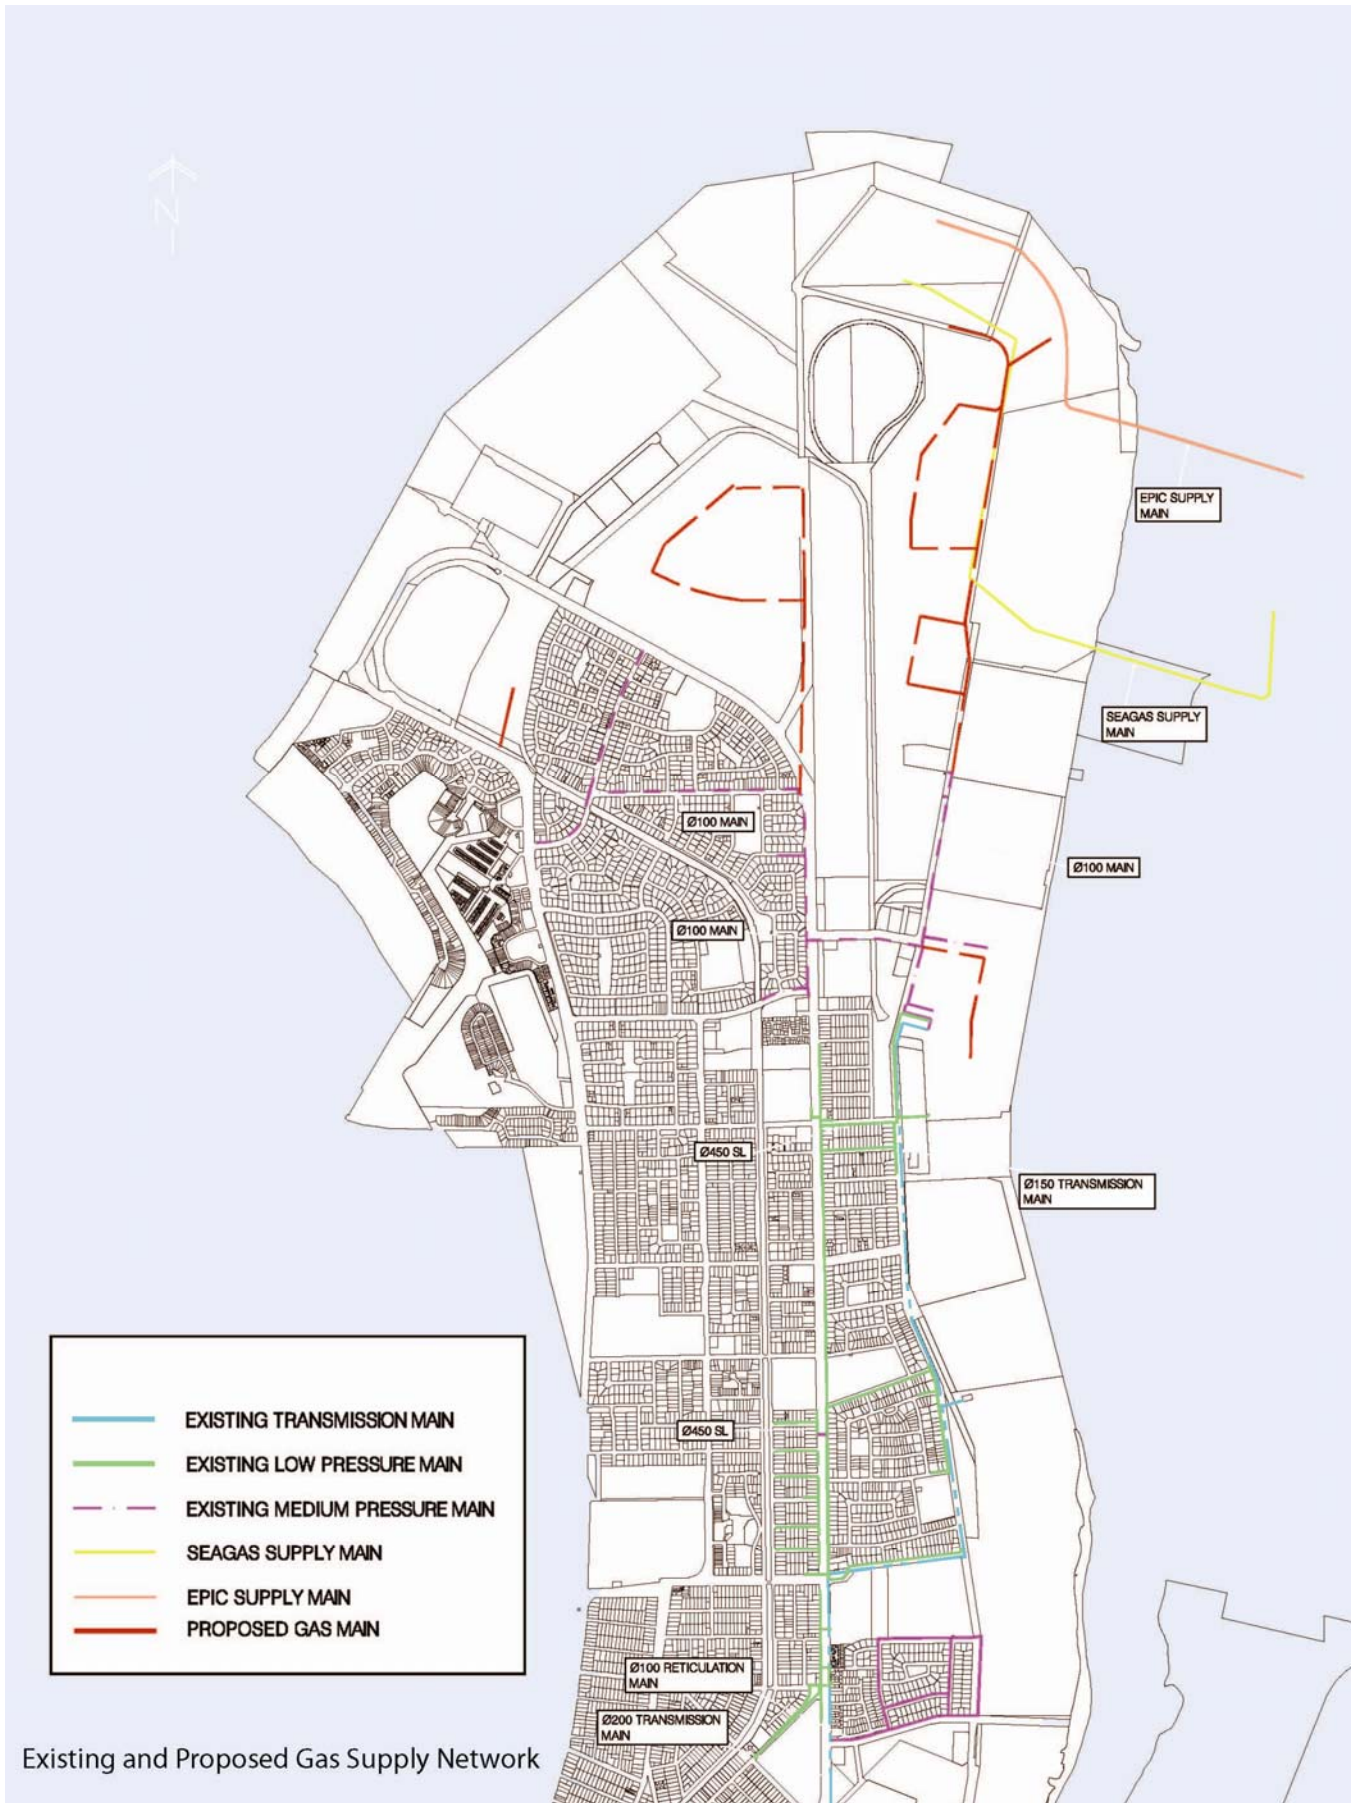 N
EPIC SUPPLY
MAIN
SEAGAS SUPPLY
MAIN
Ø100 MAIN
Ø100 MAIN
Ø100 MAIN
Ø450 SL
Ø150 TRANSMISSION
MAIN
EXISTING TRANSMISSION MAIN
EXISTING LOW PRESSURE MAIN
EXISTING MEDIUM PRESSURE MAIN
SEAGAS SUPPLY MAIN
EPIC SUPPLY MAIN
PROPOSED GAS MAIN
Ø450 SL
Ø100 RETICULATION
MAIN
Ø200 TRANSMISSION
MAIN
Existing and Proposed Gas Supply Network